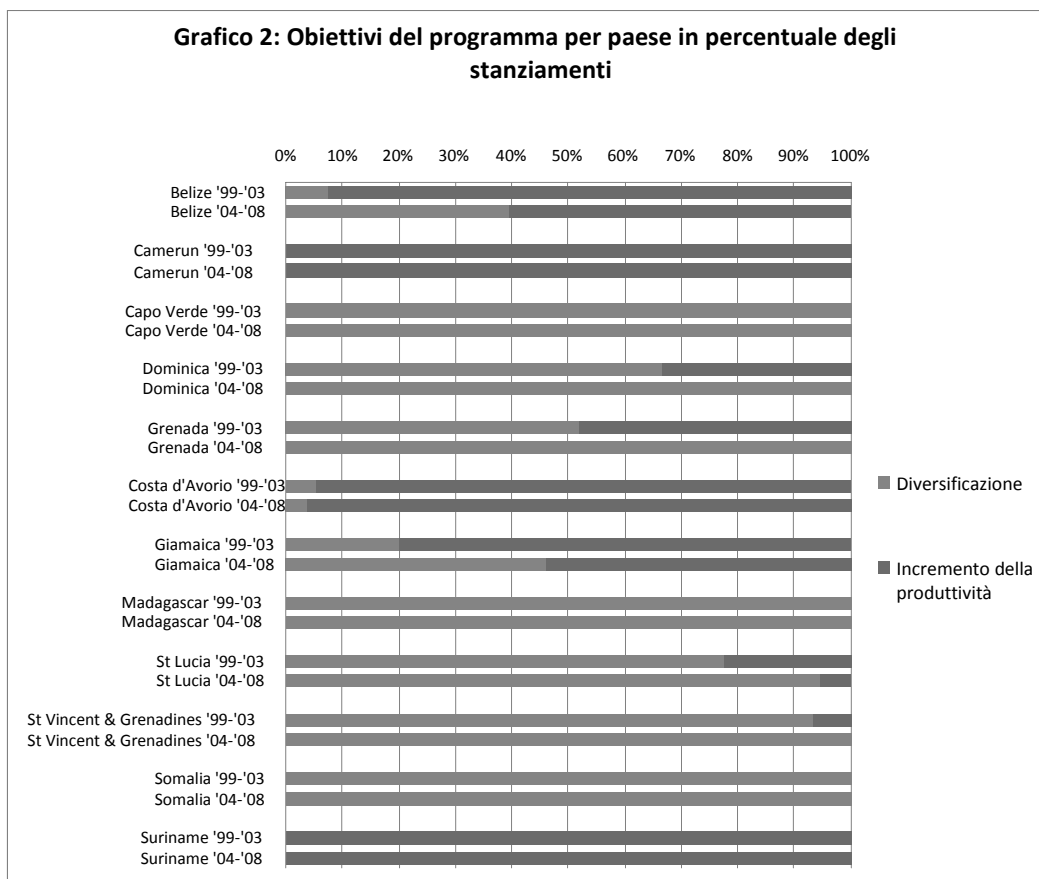 Grafico 2: Obiettivi del programma per paese in percentuale degli
stanziamenti
0% 10% 20% 30% 40% 50% 60% 70% 80% 90% 100%
Belize '99-'03
Belize '04-'08
Camerun '99-'03
Camerun '04-'08
Capo Verde '99-'03
Capo Verde '04-'08
Dominica '99-'03
Dominica '04-'08
Grenada '99-'03
Grenada '04-'08
Costa d'Avorio '99-'03
Costa d'Avorio '04-'08
Giamaica '99-'03
Giamaica '04-'08
Madagascar '99-'03
Madagascar '04-'08
St Lucia '99-'03
St Lucia '04-'08
St Vincent & Grenadines '99-'03
St Vincent & Grenadines '04-'08
Somalia '99-'03
Somalia '04-'08
Suriname '99-'03
Suriname '04-'08
Diversificazione
Incremento della
produttività